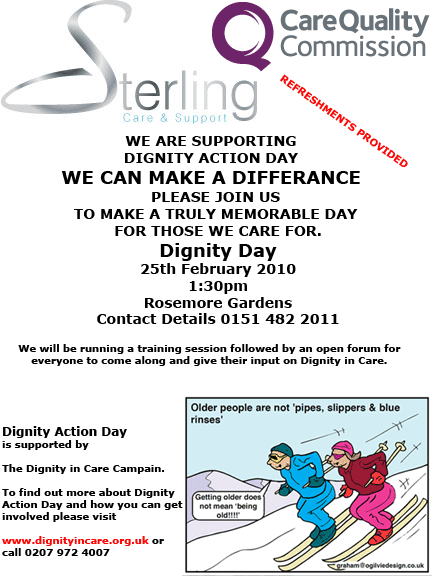 Sterling
Care & Support
CareQuality
Commission
REFRESHMENTS PROVIDED
WE ARE SUPPORTING
DIGNITY ACTION DAY
WE CAN MAKE A DIFFERANCE
PLEASE JOIN US
TO MAKE A TRULY MEMORABLE DAY
FOR THOSE WE CARE FOR.
Dignity Day
25th February 2010
1:30pm
Rosemore Gardens
Contact Details 0151 482 2011
We will be running a training session followed by an open forum for
everyone to come along and give their input on Dignity in Care.
Dignity Action Day
is supported by
The Dignity in Care Campain.
To find out more about Dignity
Action Day and how you can get
involved please visit
www.dignityincare.org.uk or
call 0207 972 4007
Older people are not 'pipes, slippers & blue
rinses'
Getting older does
not mean 'being
old!!!!'
graham@ogilviedesign.co.uk